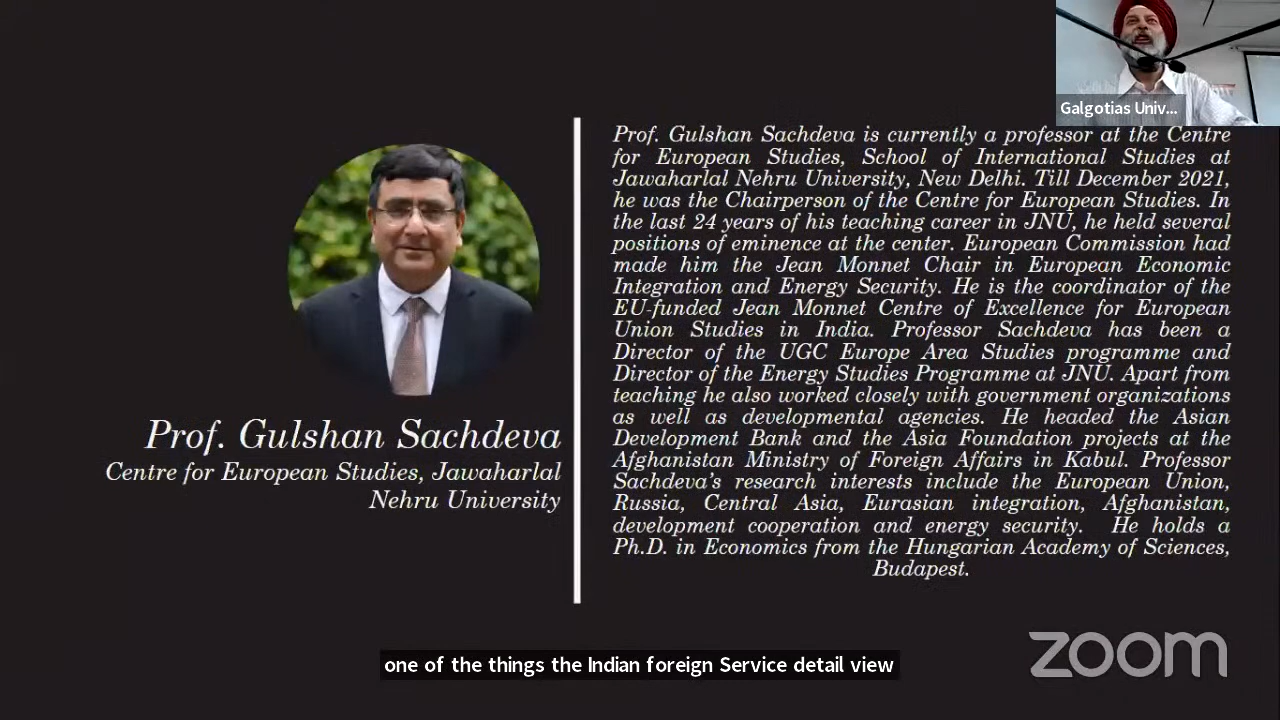 Galgotias Univ...
Prof. Gulshan Sachdeva is currently a professor at the Centre
for European Studies, School of International Studies at
Jawaharlal Nehru University, New Delhi. Till December 2021,
he was the Chairperson of the Centre for European Studies. In
the last 24 years of his teaching career in JNU, he held several
positions of eminence at the center. European Commission had
made him the Jean Monnet Chair in European Economic
Integration and Energy Security. He is the coordinator of the
EU-funded Jean Monnet Centre of Excellence for European
Union Studies in India. Professor Sachdeva has been a
Director of the UGC Europe Area Studies programme and
Director of the Energy Studies Programme at JNU. Apart from
teaching he also worked closely with government organizations
as well as developmental agencies. He headed the Asian
Development Bank and the Asia Foundation projects at the
Afghanistan Ministry of Foreign Affairs in Kabul. Professor
Sachdeva's research interests include the European Union,
Russia, Central Asia, Eurasian integration, Afghanistan,
development cooperation and energy security. He holds a
Ph.D. in Economics from the Hungarian Academy of Sciences,
Budapest.
Prof. Gulshan Sachdeva
Centre for European Studies, Jawaharlal
Nehru University
one of the things the Indian foreign Service detail view
zoom